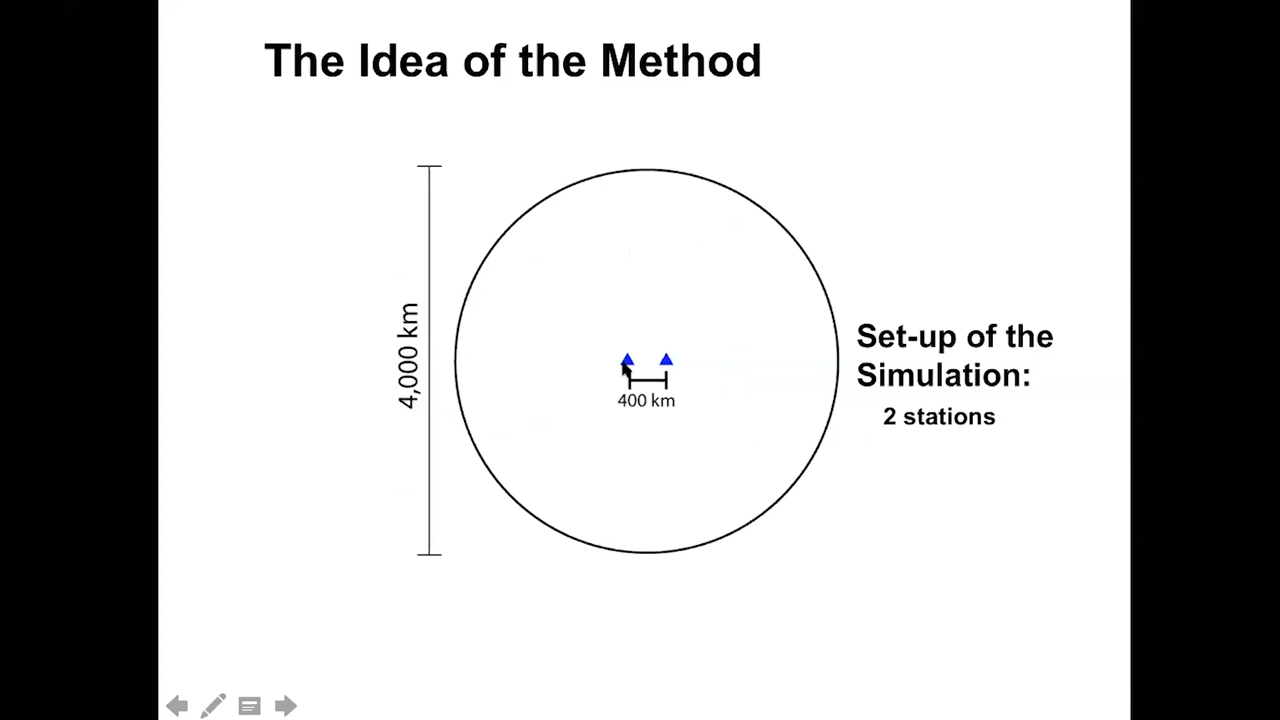 The Idea of the Method
4,000 km
400 km
Set-up of the
Simulation:
2 stations